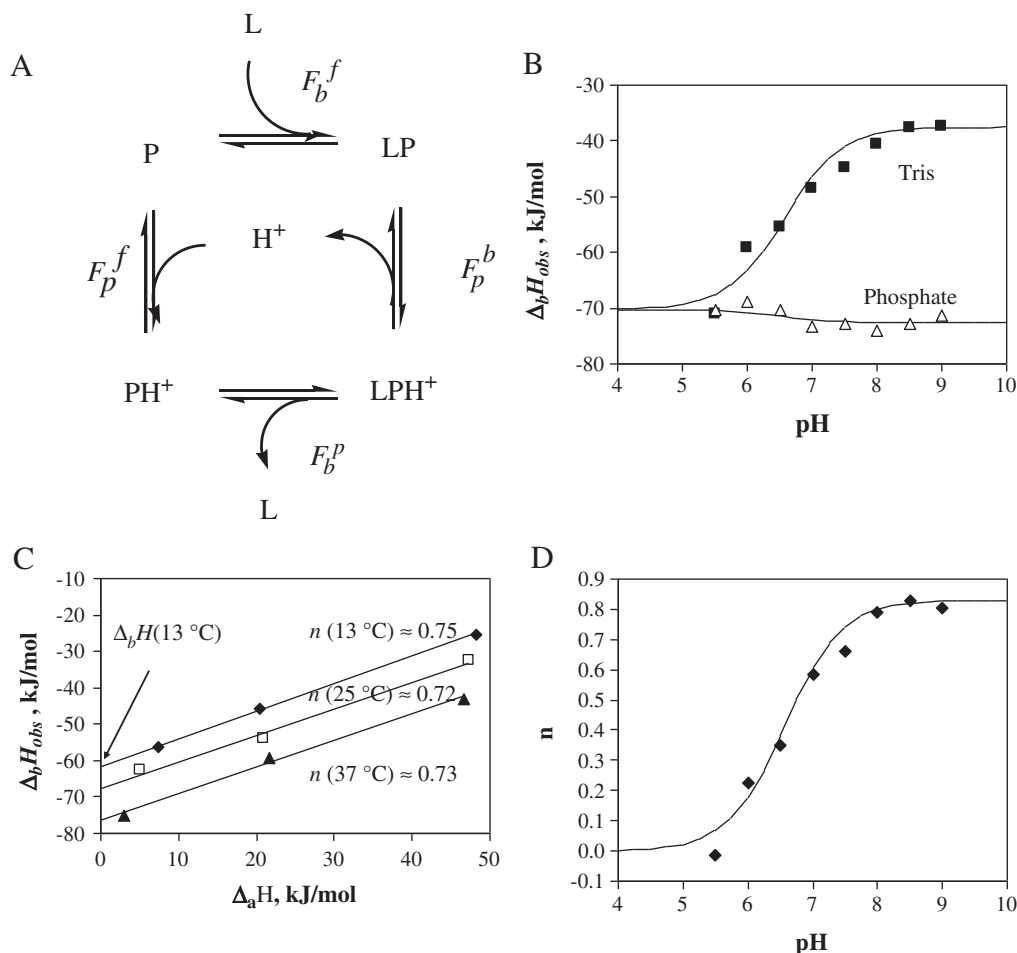 A
L
F_b^f
P
LP
H⁺
F_p^f
F_p^b
PH⁺
LPH⁺
F_b^p
L
B
-30
-40
-50
-60
-70
-80
Δ_bH_obs , kJ/mol
Tris
Phosphate
4 5 6 7 8 9 10
pH
C
-10
-20
-30
-40
-50
-60
-70
-80
Δ_bH_obs , kJ/mol
Δ_bH(13 °C)
n (13 °C) ≈ 0.75
n (25 °C) ≈ 0.72
n (37 °C) ≈ 0.73
0 10 20 30 40 50
Δ_aH, kJ/mol
D
0.9
0.8
0.7
0.6
0.5
0.4
0.3
0.2
0.1
0.0
-0.1
n
4 5 6 7 8 9 10
pH